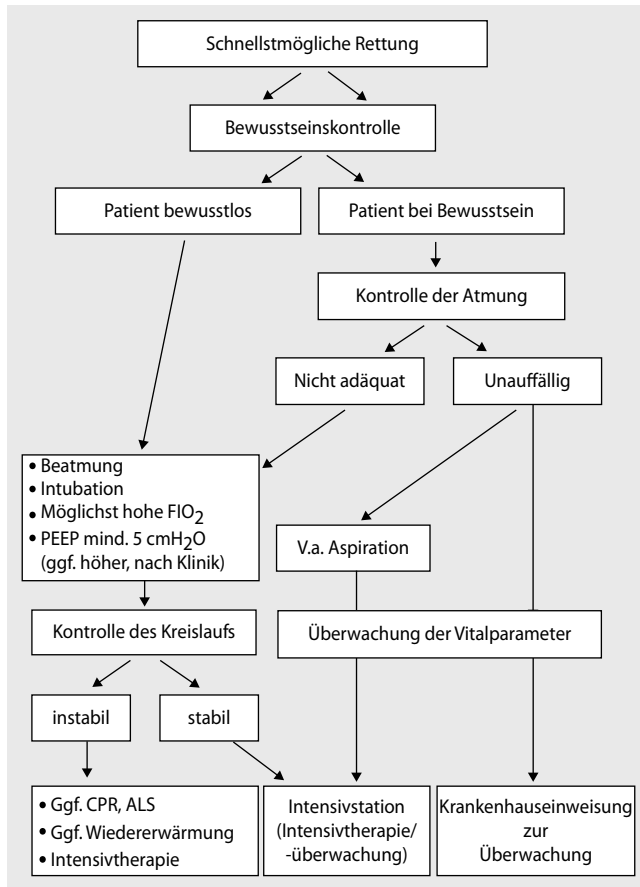 Schnellstmögliche Rettung
Bewusstseinskontrolle
Patient bewusstlos
Patient bei Bewusstsein
Kontrolle der Atmung
Nicht adäquat
Unauffällig
• Beatmung
• Intubation
• Möglichst hohe FIO₂
• PEEP mind. 5 cmH₂O
(ggf. höher, nach Klinik)
V.a. Aspiration
Kontrolle des Kreislaufs
Überwachung der Vitalparameter
instabil
stabil
• Ggf. CPR, ALS
• Ggf. Wiedererwärmung
• Intensivtherapie
Intensivstation
(Intensivtherapie/
-überwachung)
Krankenhauseinweisung
zur
Überwachung